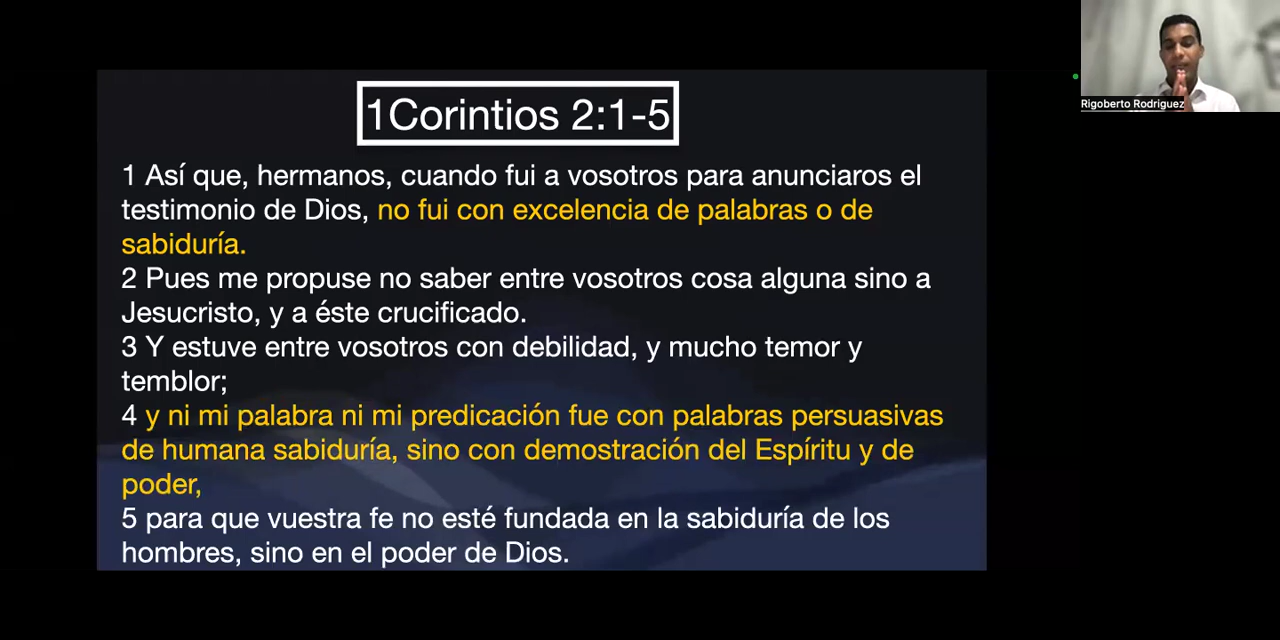 1Corintios 2:1-5
1 Así que, hermanos, cuando fui a vosotros para anunciaros el
testimonio de Dios, no fui con excelencia de palabras o de
sabiduría.
2 Pues me propuse no saber entre vosotros cosa alguna sino a
Jesucristo, y a éste crucificado.
3 Y estuve entre vosotros con debilidad, y mucho temor y
temblor;
4 y ni mi palabra ni mi predicación fue con palabras persuasivas
de humana sabiduría, sino con demostración del Espíritu y de
poder,
5 para que vuestra fe no esté fundada en la sabiduría de los
hombres, sino en el poder de Dios.
Rigoberto Rodriguez